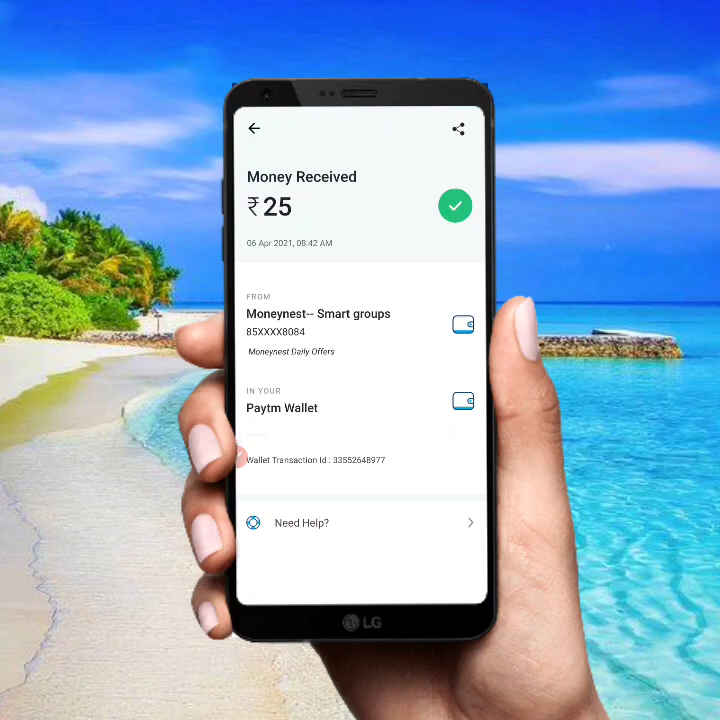 Money Received
₹25
06 Apr 2021, 08:42 AM
FROM
Moneynest-- Smart groups
85XXXX8084
Moneynest Daily Offers
IN YOUR
Paytm Wallet
Wallet Transaction Id : 33552648977
Need Help?
LG